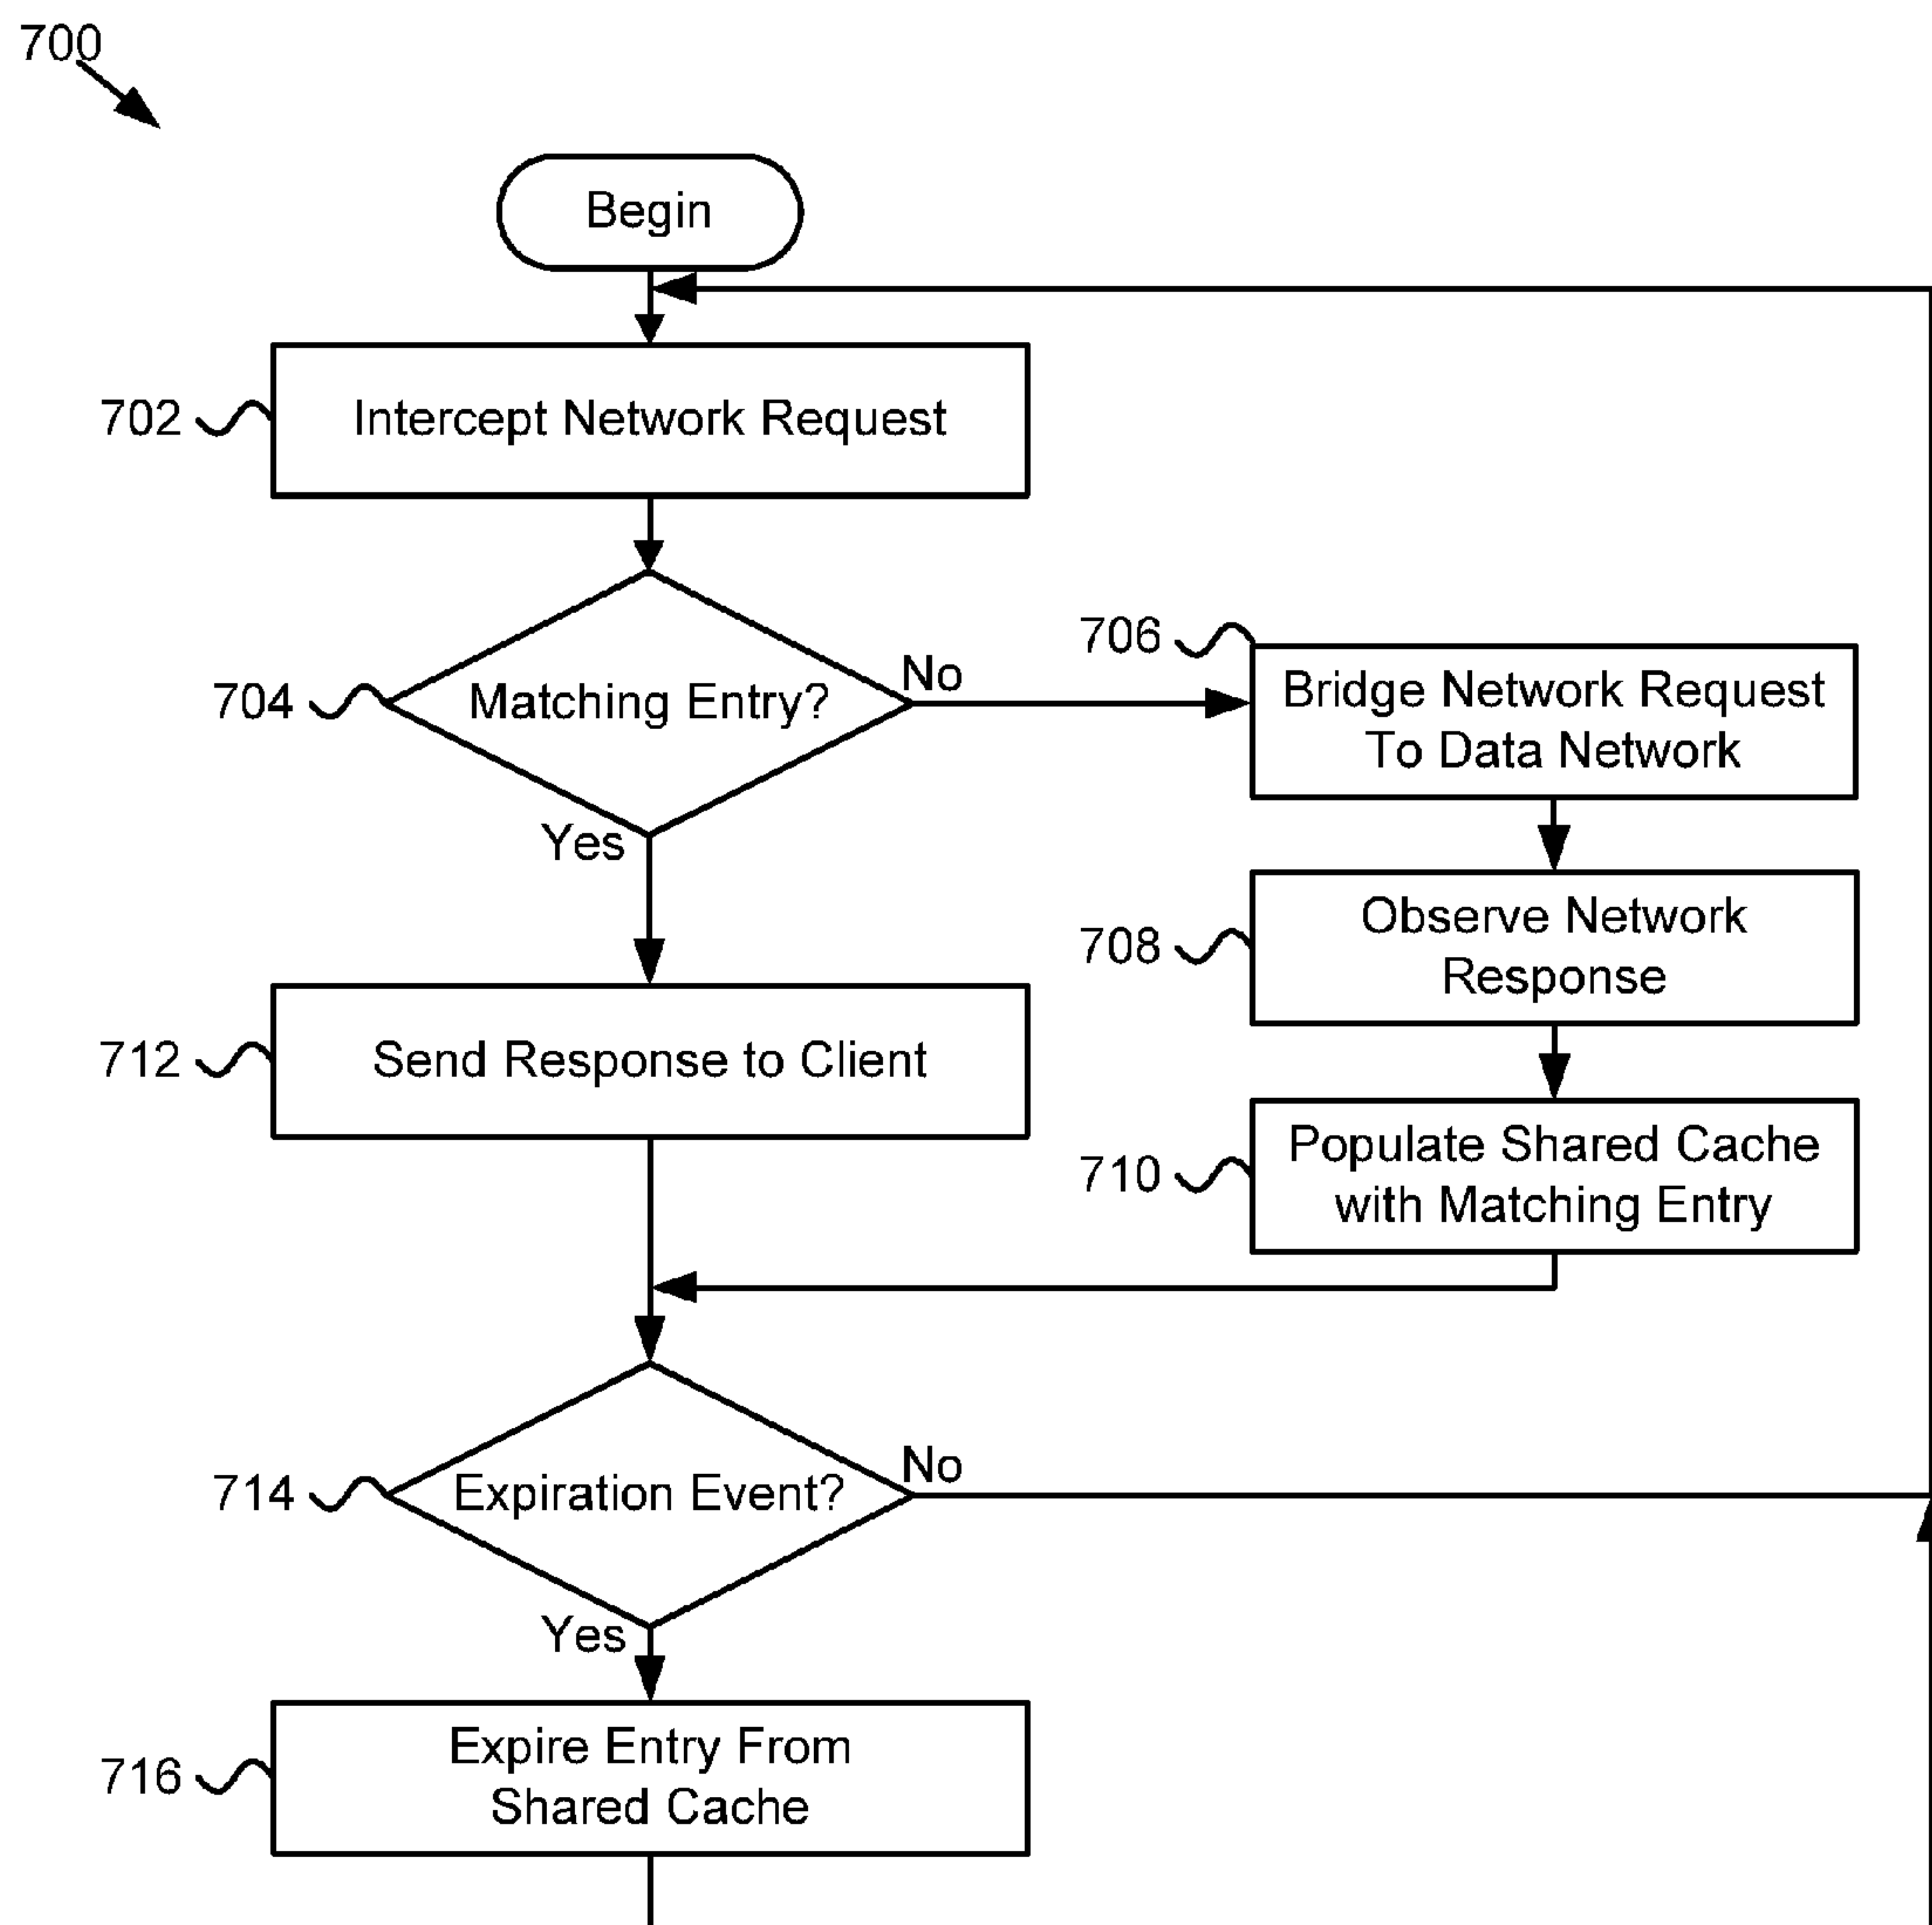 700
Begin
702
Intercept Network Request
704
Matching Entry?
No
Yes
706
Bridge Network Request
To Data Network
708
Observe Network
Response
710
Populate Shared Cache
with Matching Entry
712
Send Response to Client
714
Expiration Event?
No
Yes
716
Expire Entry From
Shared Cache